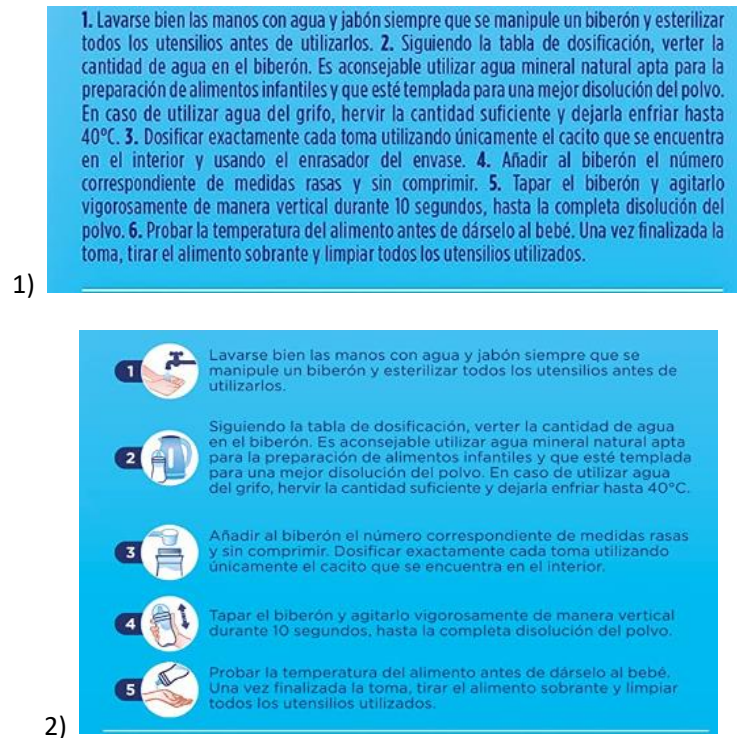 1. Lavarse bien las manos con agua y jabón siempre que se manipule un biberón y esterilizar
todos los utensilios antes de utilizarlos. 2. Siguiendo la tabla de dosificación, verter la
cantidad de agua en el biberón. Es aconsejable utilizar agua mineral natural apta para la
preparación de alimentos infantiles y que esté templada para una mejor disolución del polvo.
En caso de utilizar agua del grifo, hervir la cantidad suficiente y dejarla enfriar hasta
40°C. 3. Dosificar exactamente cada toma utilizando únicamente el cacito que se encuentra
en el interior y usando el enrasador del envase. 4. Añadir al biberón el número
correspondiente de medidas rasas y sin comprimir. 5. Tapar el biberón y agitarlo
vigorosamente de manera vertical durante 10 segundos, hasta la completa disolución del
polvo. 6. Probar la temperatura del alimento antes de dárselo al bebé. Una vez finalizada la
toma, tirar el alimento sobrante y limpiar todos los utensilios utilizados.
1)
1
Lavarse bien las manos con agua y jabón siempre que se
manipule un biberón y esterilizar todos los utensilios antes de
utilizarlos.
2
Siguiendo la tabla de dosificación, verter la cantidad de agua
en el biberón. Es aconsejable utilizar agua mineral natural apta
para la preparación de alimentos infantiles y que esté templada
para una mejor disolución del polvo. En caso de utilizar agua
del grifo, hervir la cantidad suficiente y dejarla enfriar hasta 40°C.
3
Añadir al biberón el número correspondiente de medidas rasas
y sin comprimir. Dosificar exactamente cada toma utilizando
únicamente el cacito que se encuentra en el interior.
4
Tapar el biberón y agitarlo vigorosamente de manera vertical
durante 10 segundos, hasta la completa disolución del polvo.
5
Probar la temperatura del alimento antes de dárselo al bebé.
Una vez finalizada la toma, tirar el alimento sobrante y limpiar
todos los utensilios utilizados.
2)